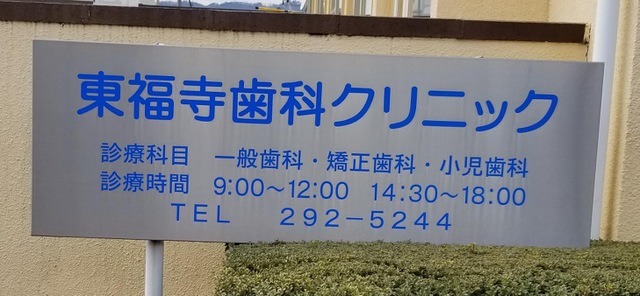 東福寺歯科クリニック
診療科目 一般歯科・矯正歯科・小児歯科
診療時間 9:00～12:00 14:30～18:00
TEL 292-5244